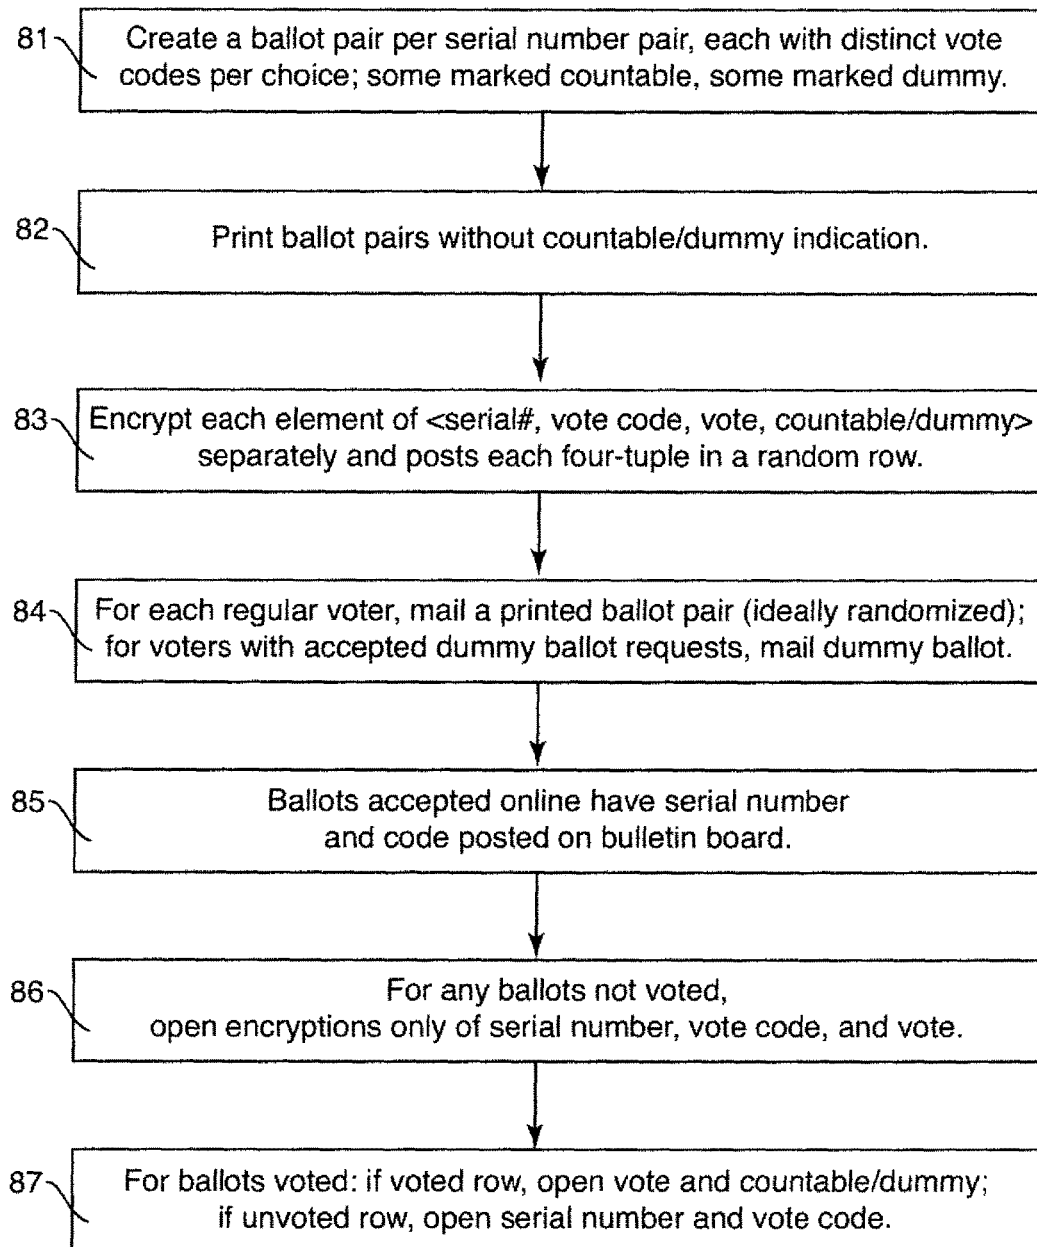 81
Create a ballot pair per serial number pair, each with distinct vote
codes per choice; some marked countable, some marked dummy.
82
Print ballot pairs without countable/dummy indication.
83
Encrypt each element of <serial#, vote code, vote, countable/dummy>
separately and posts each four-tuple in a random row.
84
For each regular voter, mail a printed ballot pair (ideally randomized);
for voters with accepted dummy ballot requests, mail dummy ballot.
85
Ballots accepted online have serial number
and code posted on bulletin board.
86
For any ballots not voted,
open encryptions only of serial number, vote code, and vote.
87
For ballots voted: if voted row, open vote and countable/dummy;
if unvoted row, open serial number and vote code.